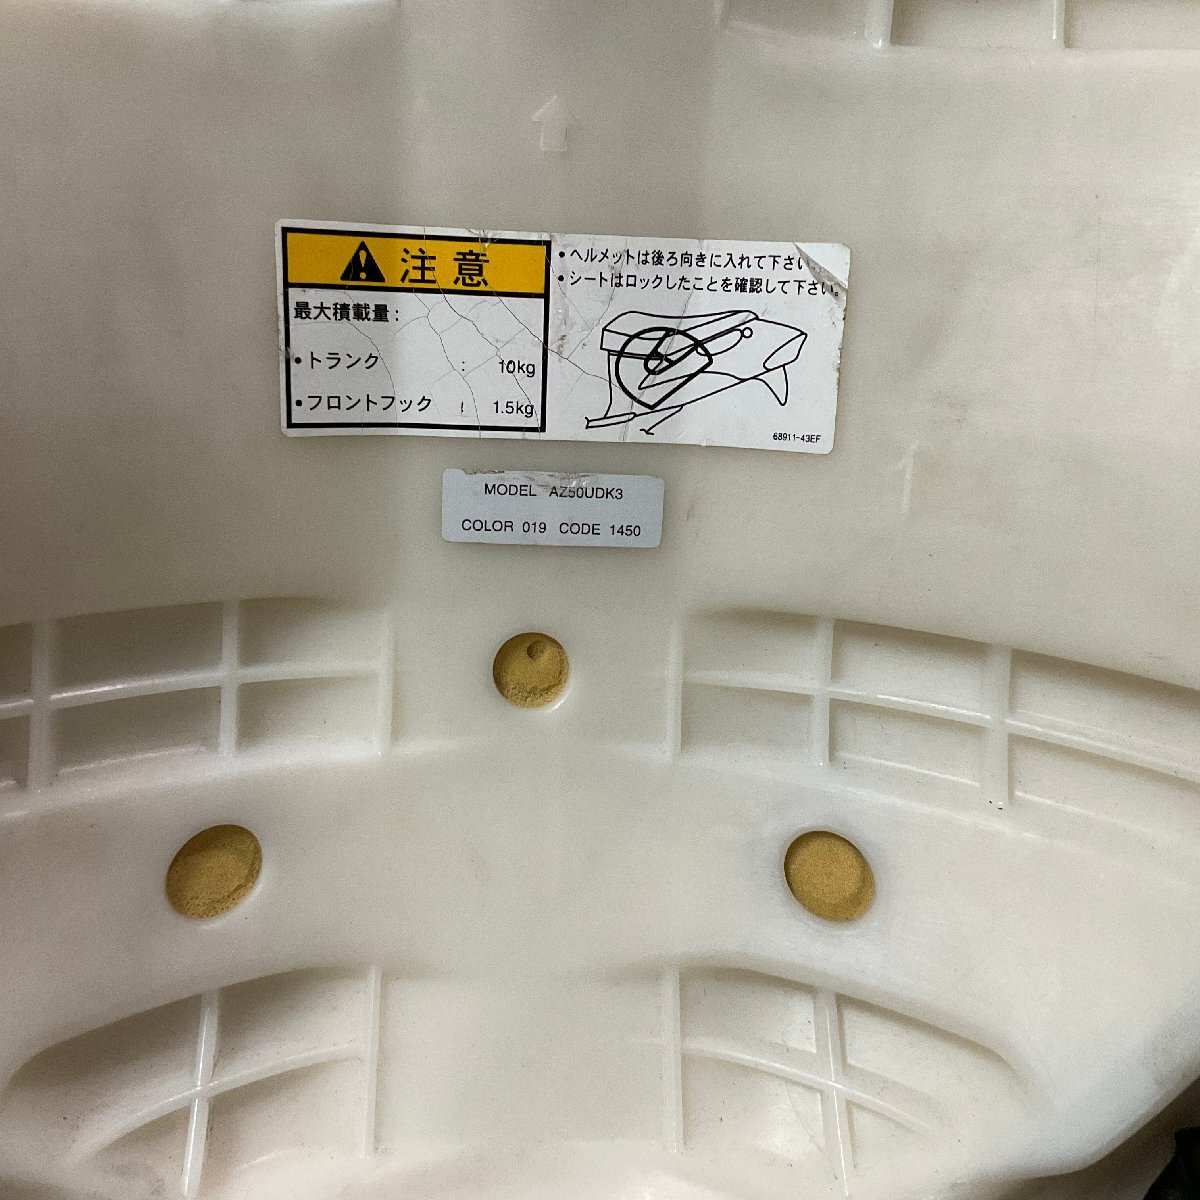 注意
最大積載量:
•トランク : 10kg
•フロントフック : 1.5kg
•ヘルメットは後ろ向きに入れて下さい
•シートはロックしたことを確認して下さい。
68911-43EF
MODEL AZ50UDK3
COLOR 019 CODE 1450